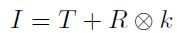 I = T + R ⊗ k